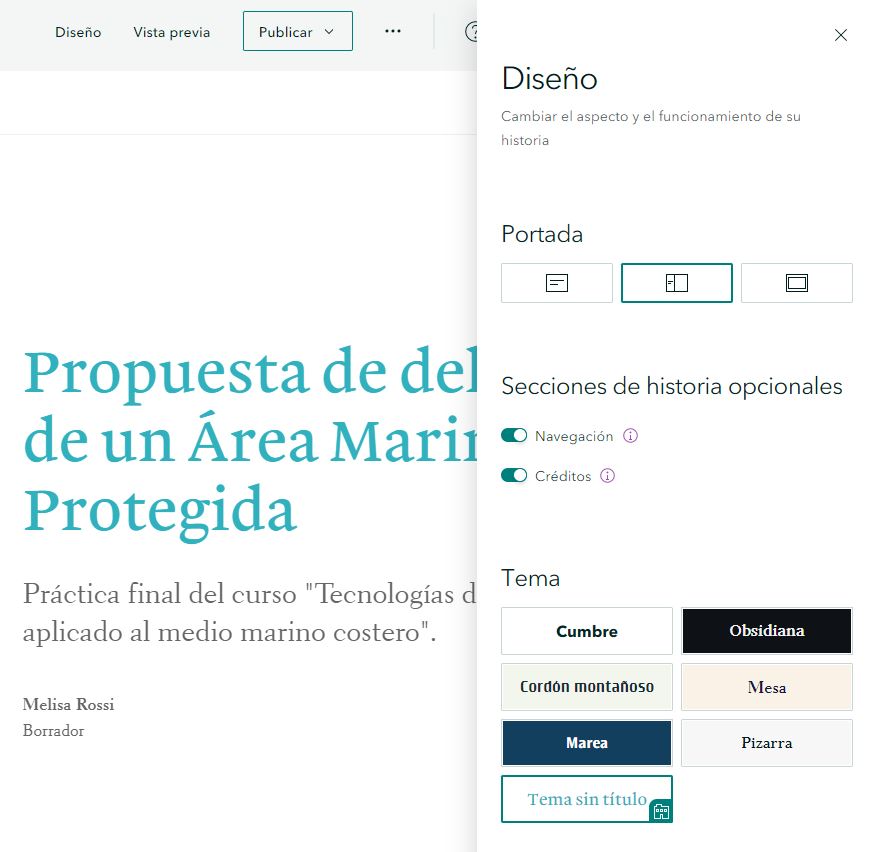 Diseño
Vista previa
Publicar
Diseño
Cambiar el aspecto y el funcionamiento de su
historia
Portada
Secciones de historia opcionales
Navegación
Créditos
Tema
Cumbre
Obsidiana
Cordón montañoso
Mesa
Marea
Pizarra
Tema sin título
Propuesta de del
de un Área Marin
Protegida
Práctica final del curso "Tecnologías d
aplicado al medio marino costero".
Melisa Rossi
Borrador